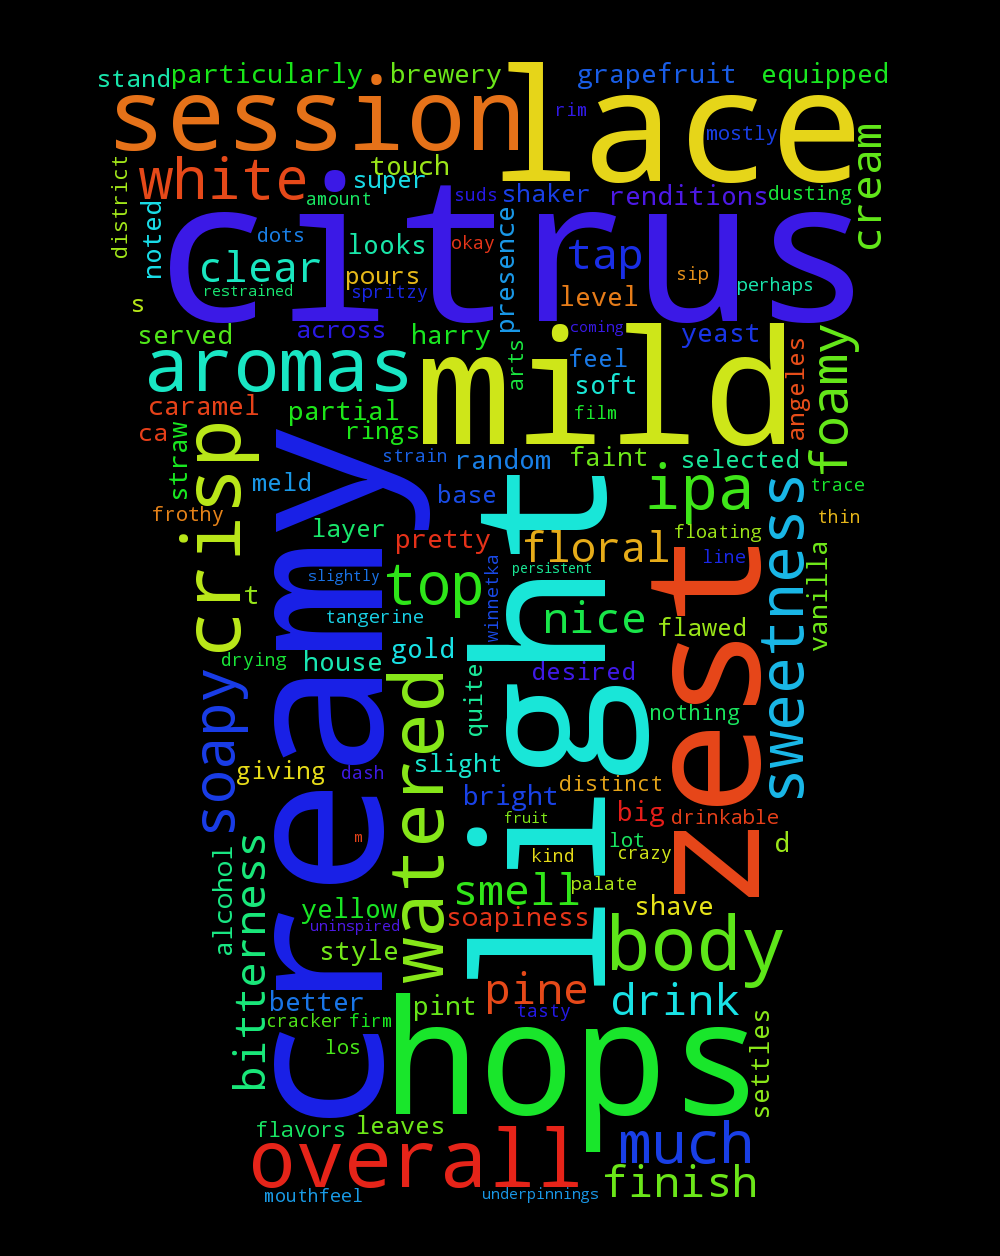 stand particularly brewery lace grapefruit equipped
session rim mostly cream
district white touch super suds shaker renditions dusting
noted citrus amount
dots looks okay presence tap
clear pours sip
restrained spritzy level perhaps
s
served across harry coming yeast
aromas arts mild feel angeles foamy
soft
caramel partial film
ca rings
straw crisp strain random faint selected
meld base ipa trace
frothy layer pretty floral floating thin
creamy slightly light persistent line sweetness vanilla
t top winnetka zest
tangerine nice flawed
drying house gold desired
soapy watered quite nothing
giving dash slight distinct
bright big drinkable
m fruit lot d
kind crazy
alcohol bitterness smell palate
yellow soapiness shave
uninspired body
style
better pint pine drink
cracker firm tasty
los hops settles
flavors leaves
overall much
mouthfeel underpinnings finish